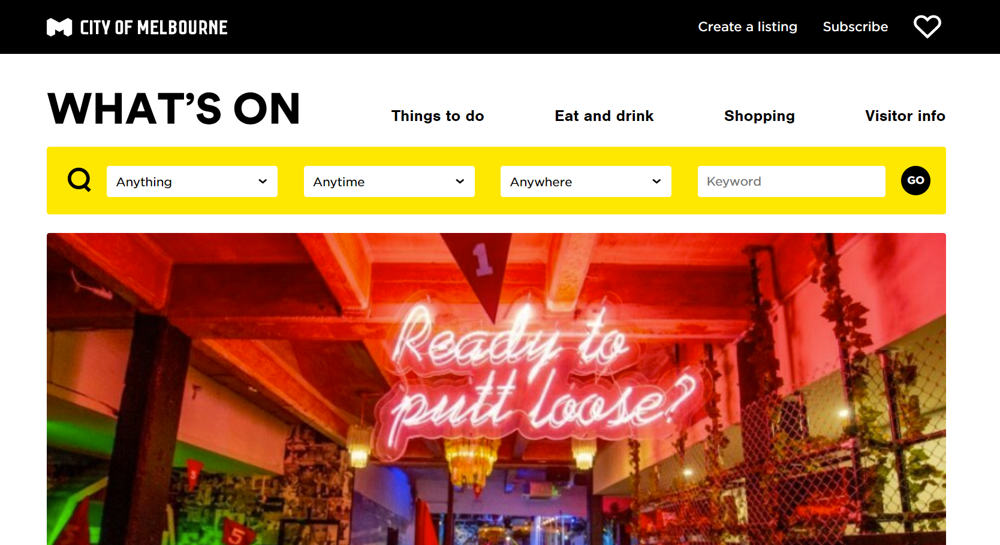 CITY OF MELBOURNE
Create a listing
Subscribe
WHAT'S ON
Things to do
Eat and drink
Shopping
Visitor info
Anything
Anytime
Anywhere
Keyword
GO
1
Ready to
putt loose?
5
5